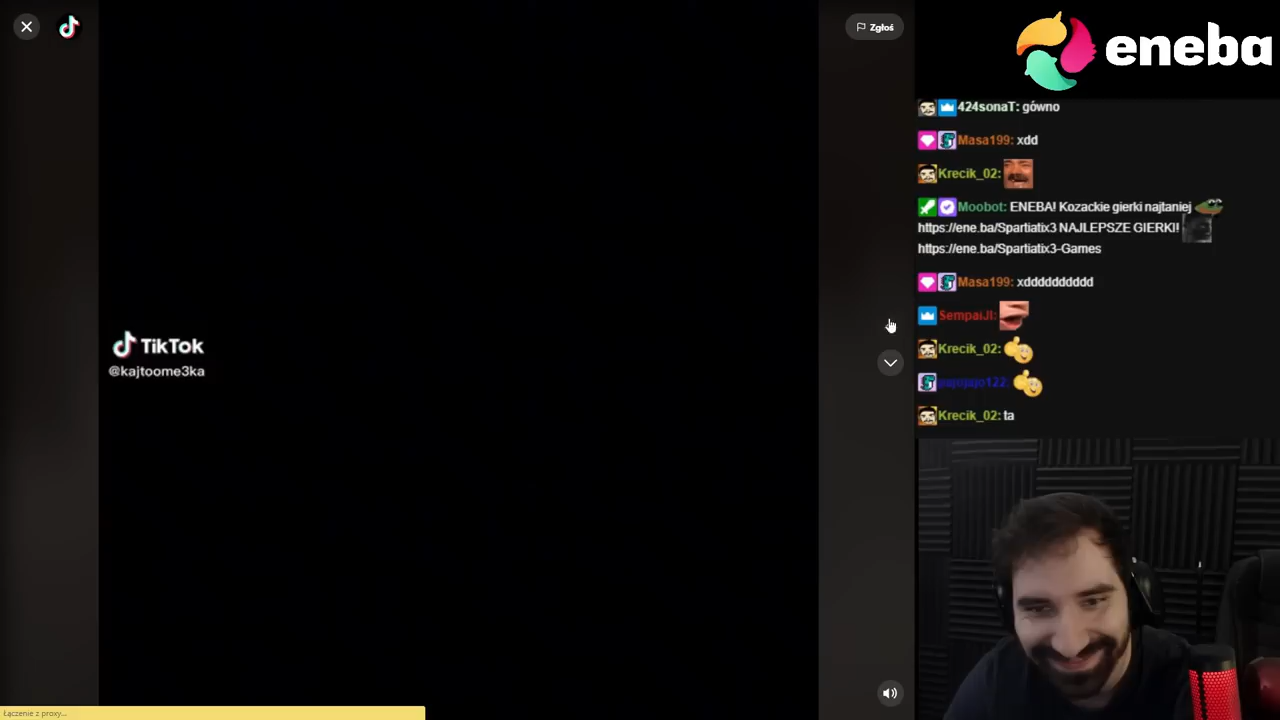 Zgłoś
eneba
424sonaT: gówno
Masa199: xdd
Krecik_02:
Moobot: ENEBA! Kozackie gierki najtaniej
https://ene.ba/Spartiatix3 NAJLEPSZE GIERKI!
https://ene.ba/Spartiatix3-Games
Masa199: xdddddddddd
SempaiJI:
Krecik_02:
Krecik_02: ta
TikTok
@kajtoome3ka
Łączenie z proxy...